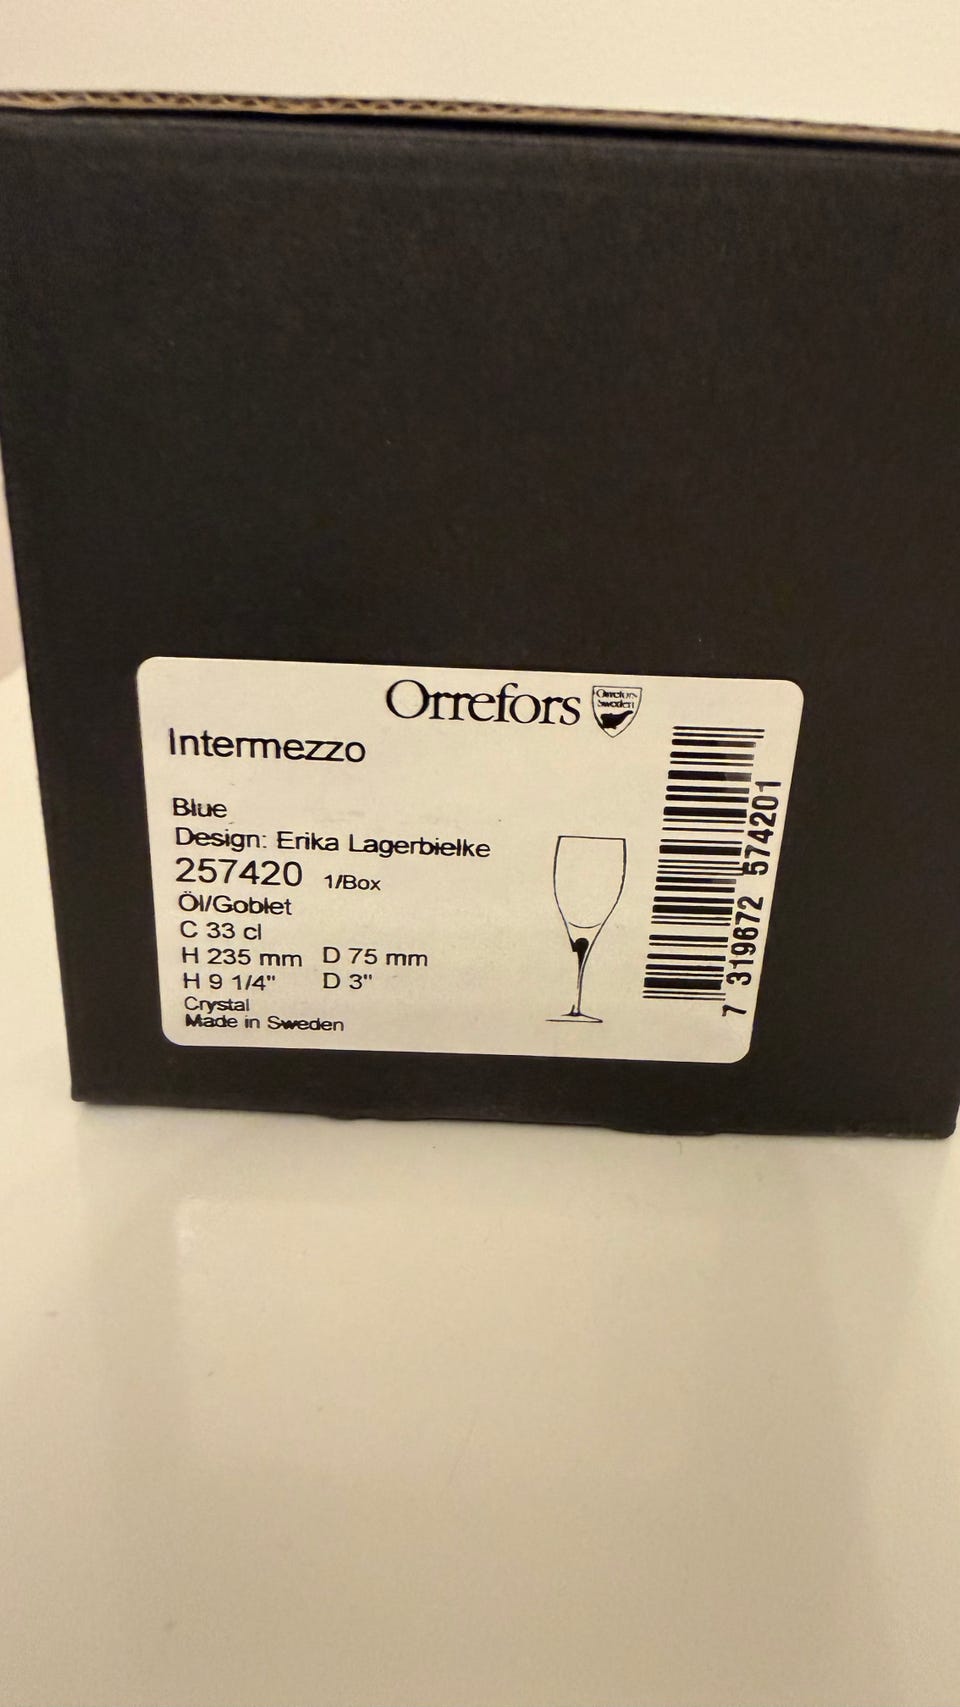 Orrefors
Orrefors
Sweden
Intermezzo
Blue
Design: Erika Lagerbielke
257420 1/Box
Öl/Goblet
C 33 cl
H 235 mm D 75 mm
H 9 1/4" D 3"
Crystal
Made in Sweden
7 319672 574201